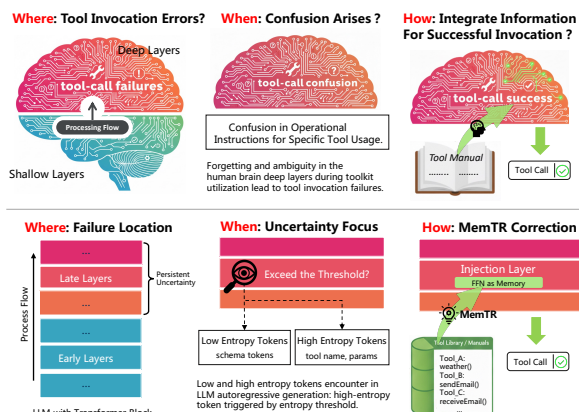 Where: Tool Invocation Errors?
Deep Layers
tool-call failures
Processing Flow
Shallow Layers
When: Confusion Arises ?
tool-call confusion
Confusion in Operational
Instructions for Specific Tool Usage.
Forgetting and ambiguity in the
human brain deep layers during toolkit
utilization lead to tool invocation failures.
How: Integrate Information
For Successful Invocation ?
tool-call success
Tool Manual
........ ........
Tool Call
Where: Failure Location
Process Flow
...
Late Layers
...
...
Early Layers
...
Persistent
Uncertainty
LLM with Transformer Block
When: Uncertainty Focus
Exceed the Threshold?
Low Entropy Tokens
schema tokens
High Entropy Tokens
tool name, params
Low and high entropy tokens encounter in
LLM autoregressive generation: high-entropy
token triggered by entropy threshold.
How: MemTR Correction
Injection Layer
FFN as Memory
MemTR
Tool Library / Manuals
Tool_A:
weather()
Tool_B:
sendEmail()
Tool_C:
receiveEmail()
...
Tool Call